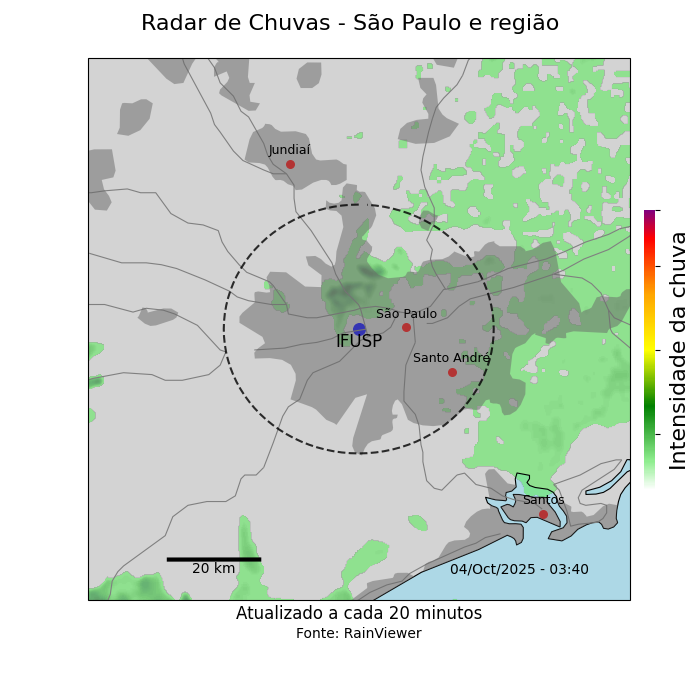 Radar de Chuvas - São Paulo e região
Jundiaí
São Paulo
IFUSP
Santo André
Santos
20 km
04/Oct/2025 - 03:40
Intensidade da chuva
Atualizado a cada 20 minutos
Fonte: RainViewer